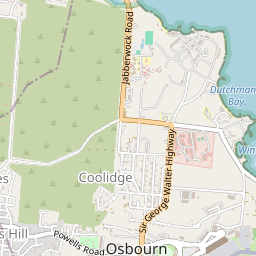 Jabberwock Road
Dutchman
Bay,
Win
Sir George Walter Highway
Coolidge
es
s Hill
Powells Road
Osbourn